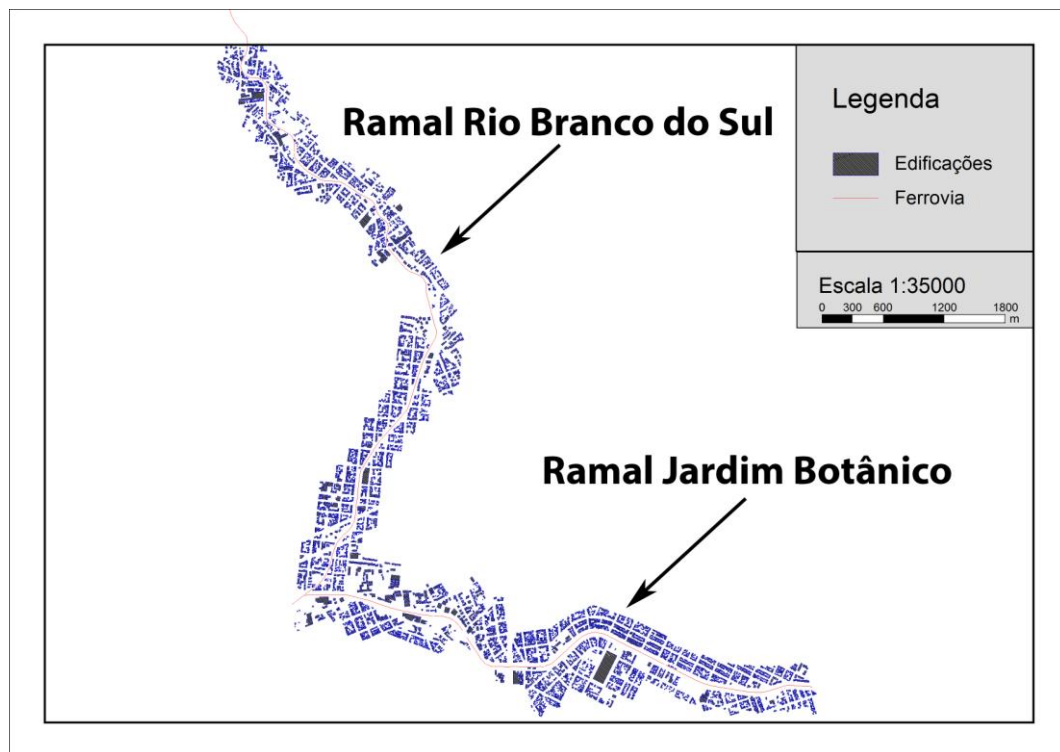 Ramal Rio Branco do Sul
Legenda
Edificações
Ferrovia
Escala 1:35000
0 300 600 1200 1800
m
Ramal Jardim Botânico